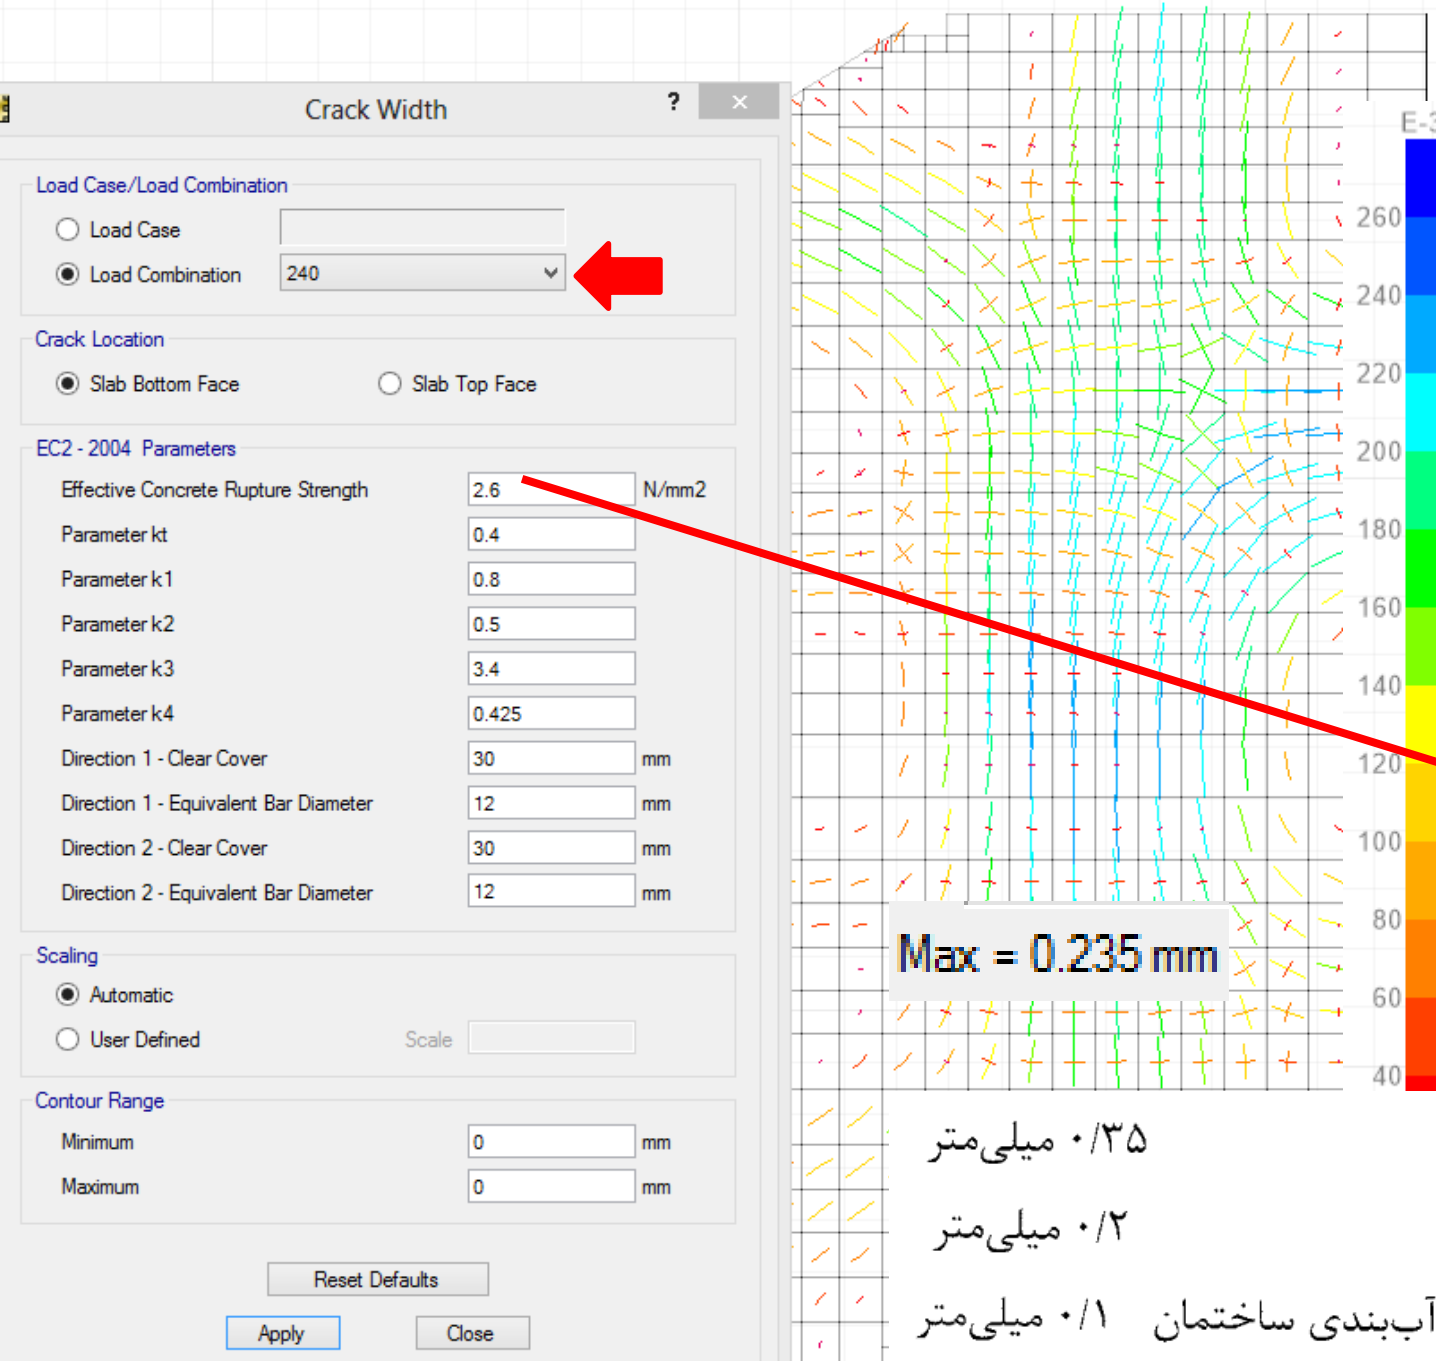 Crack Width
?
Load Case/Load Combination
Load Case
Load Combination 240
Crack Location
Slab Bottom Face Slab Top Face
EC2 - 2004 Parameters
Effective Concrete Rupture Strength 2.6 N/mm2
Parameter kt 0.4
Parameter k1 0.8
Parameter k2 0.5
Parameter k3 3.4
Parameter k4 0.425
Direction 1 - Clear Cover 30 mm
Direction 1 - Equivalent Bar Diameter 12 mm
Direction 2 - Clear Cover 30 mm
Direction 2 - Equivalent Bar Diameter 12 mm
Scaling
Automatic
User Defined Scale
Contour Range
Minimum 0 mm
Maximum 0 mm
Reset Defaults
Apply Close
E-3
260
240
220
200
180
160
140
120
100
80
60
40
Max = 0.235 mm
۰/۳۵ میلی‌متر
۰/۲ میلی‌متر
آب‌بندی ساختمان ۰/۱ میلی‌متر